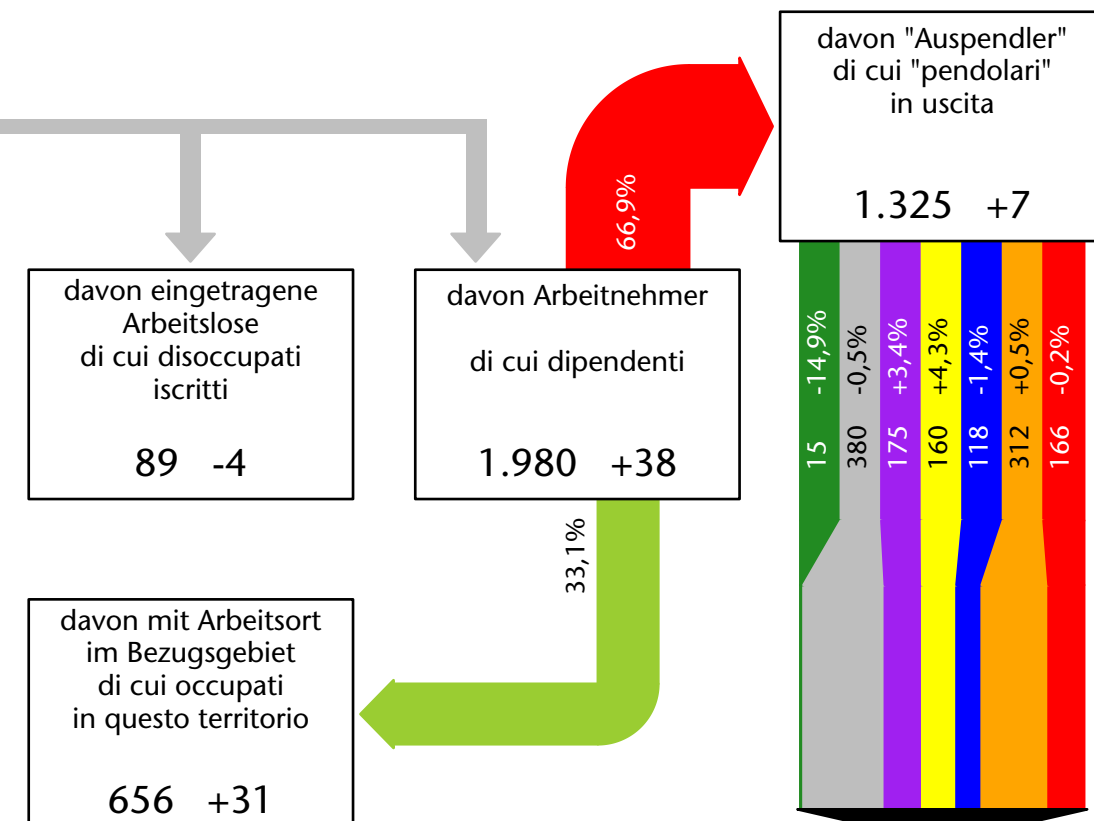 davon "Auspendler"
di cui "pendolari"
in uscita
1.325 +7
66,9%
davon eingetragene
Arbeitslose
di cui disoccupati
iscritti
89 -4
davon Arbeitnehmer
di cui dipendenti
1.980 +38
15 -14,9%
380 -0,5%
175 +3,4%
160 +4,3%
118 -1,4%
312 +0,5%
166 -0,2%
33,1%
davon mit Arbeitsort
im Bezugsgebiet
di cui occupati
in questo territorio
656 +31